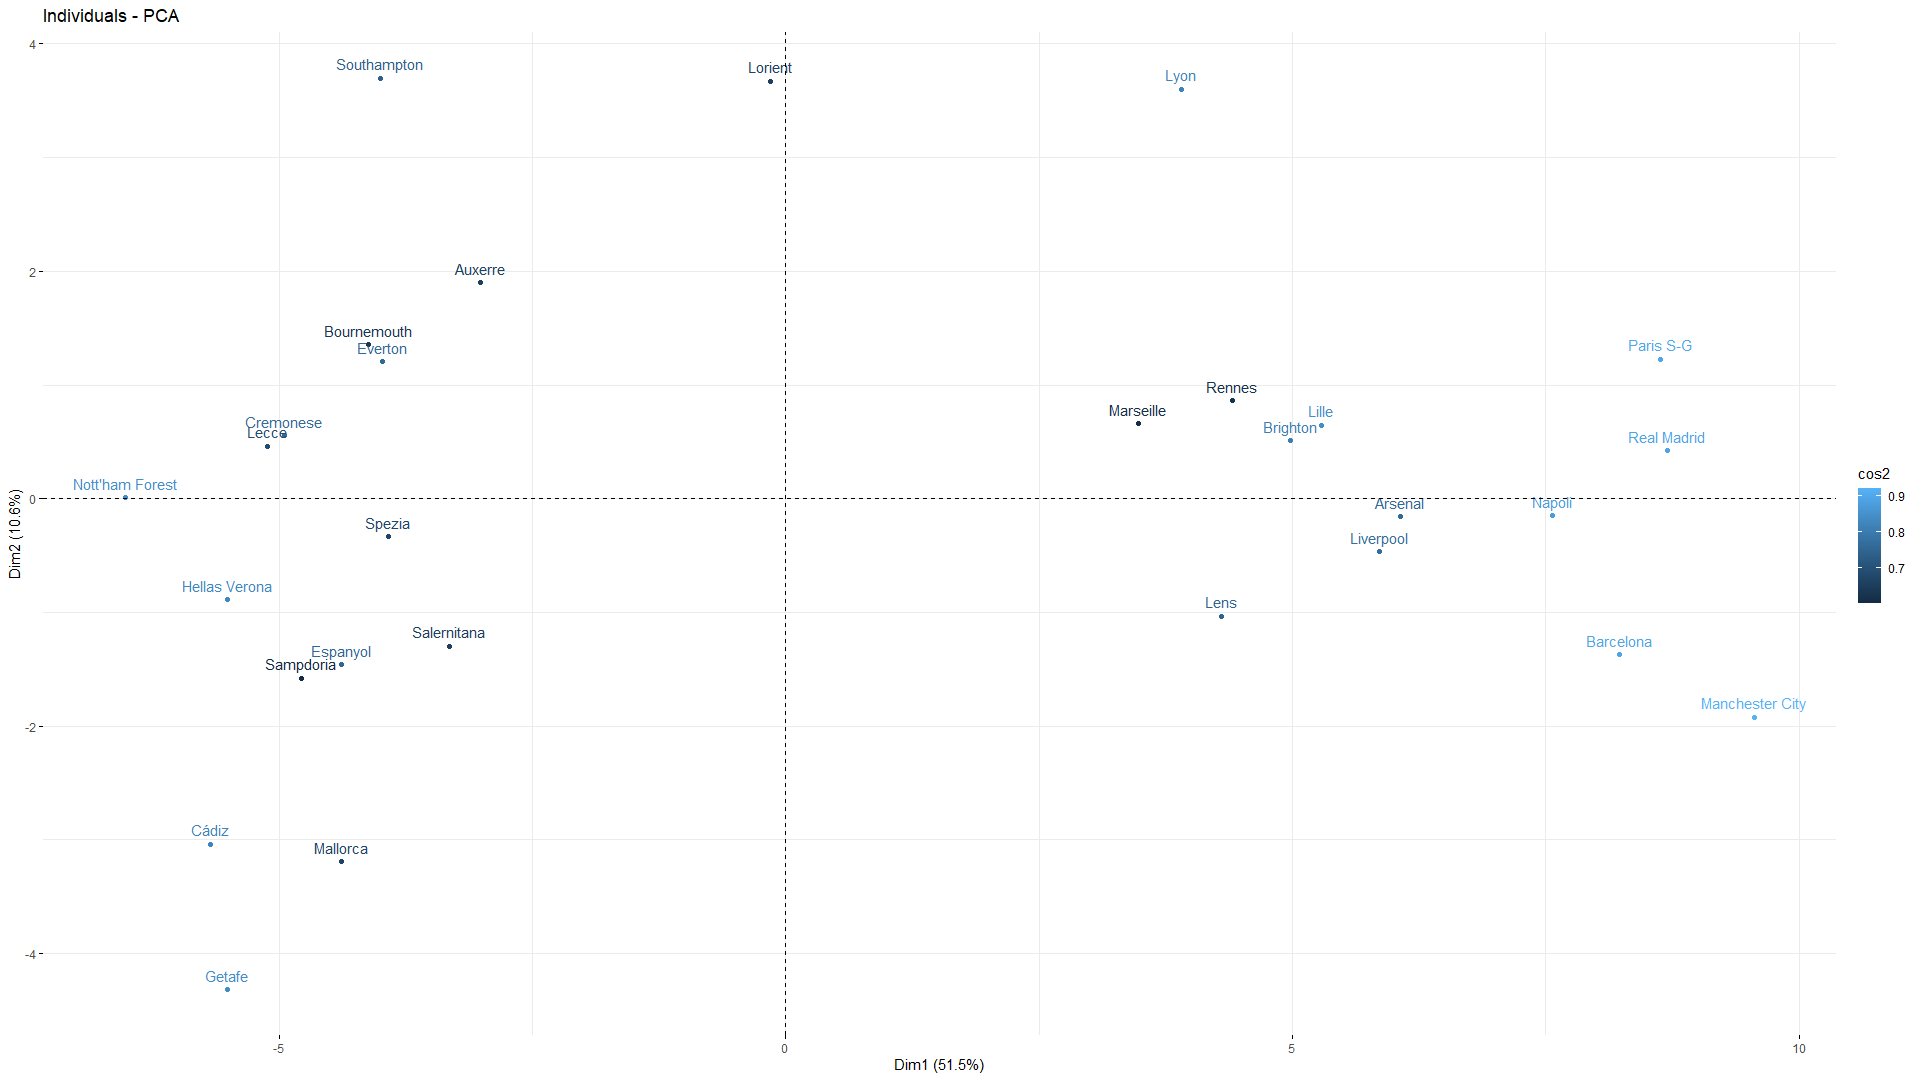 Individuals - PCA
4
Southampton
Lorient
Lyon
2
Auxerre
Bournemouth
Everton
Paris S-G
Rennes
Marseille
Lille
Cremonese
Brighton
Lecce
Real Madrid
cos2
Nott'ham Forest
0
0.9
Arsenal
Napoli
Spezia
0.8
Liverpool
0.7
Hellas Verona
Lens
Salernitana
Espanyol
Sampdoria
Barcelona
Manchester City
-2
Cádiz
Mallorca
-4
Getafe
Dim2 (10.6%)
-5
0
5
10
Dim1 (51.5%)